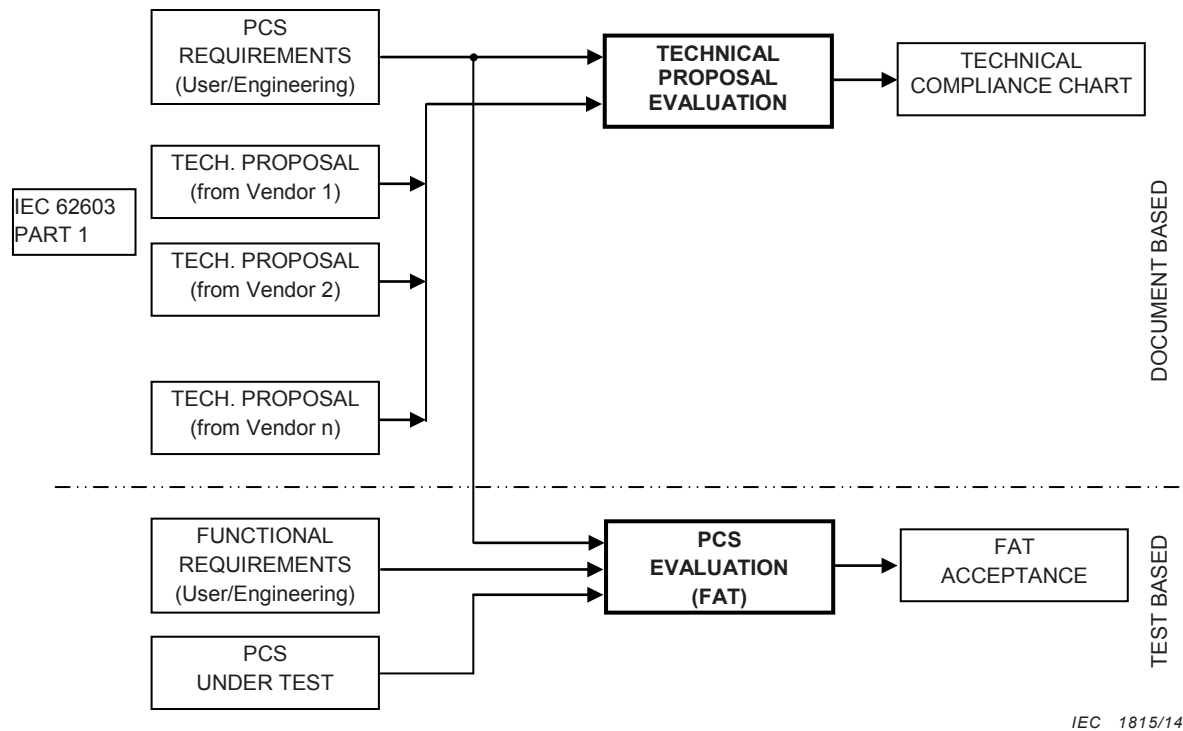 PCS
REQUIREMENTS
(User/Engineering)
TECHNICAL
PROPOSAL
EVALUATION
TECHNICAL
COMPLIANCE CHART
TECH. PROPOSAL
(from Vendor 1)
IEC 62603
PART 1
TECH. PROPOSAL
(from Vendor 2)
TECH. PROPOSAL
(from Vendor n)
DOCUMENT BASED
FUNCTIONAL
REQUIREMENTS
(User/Engineering)
PCS
EVALUATION
(FAT)
FAT
ACCEPTANCE
PCS
UNDER TEST
TEST BASED
IEC 1815/14